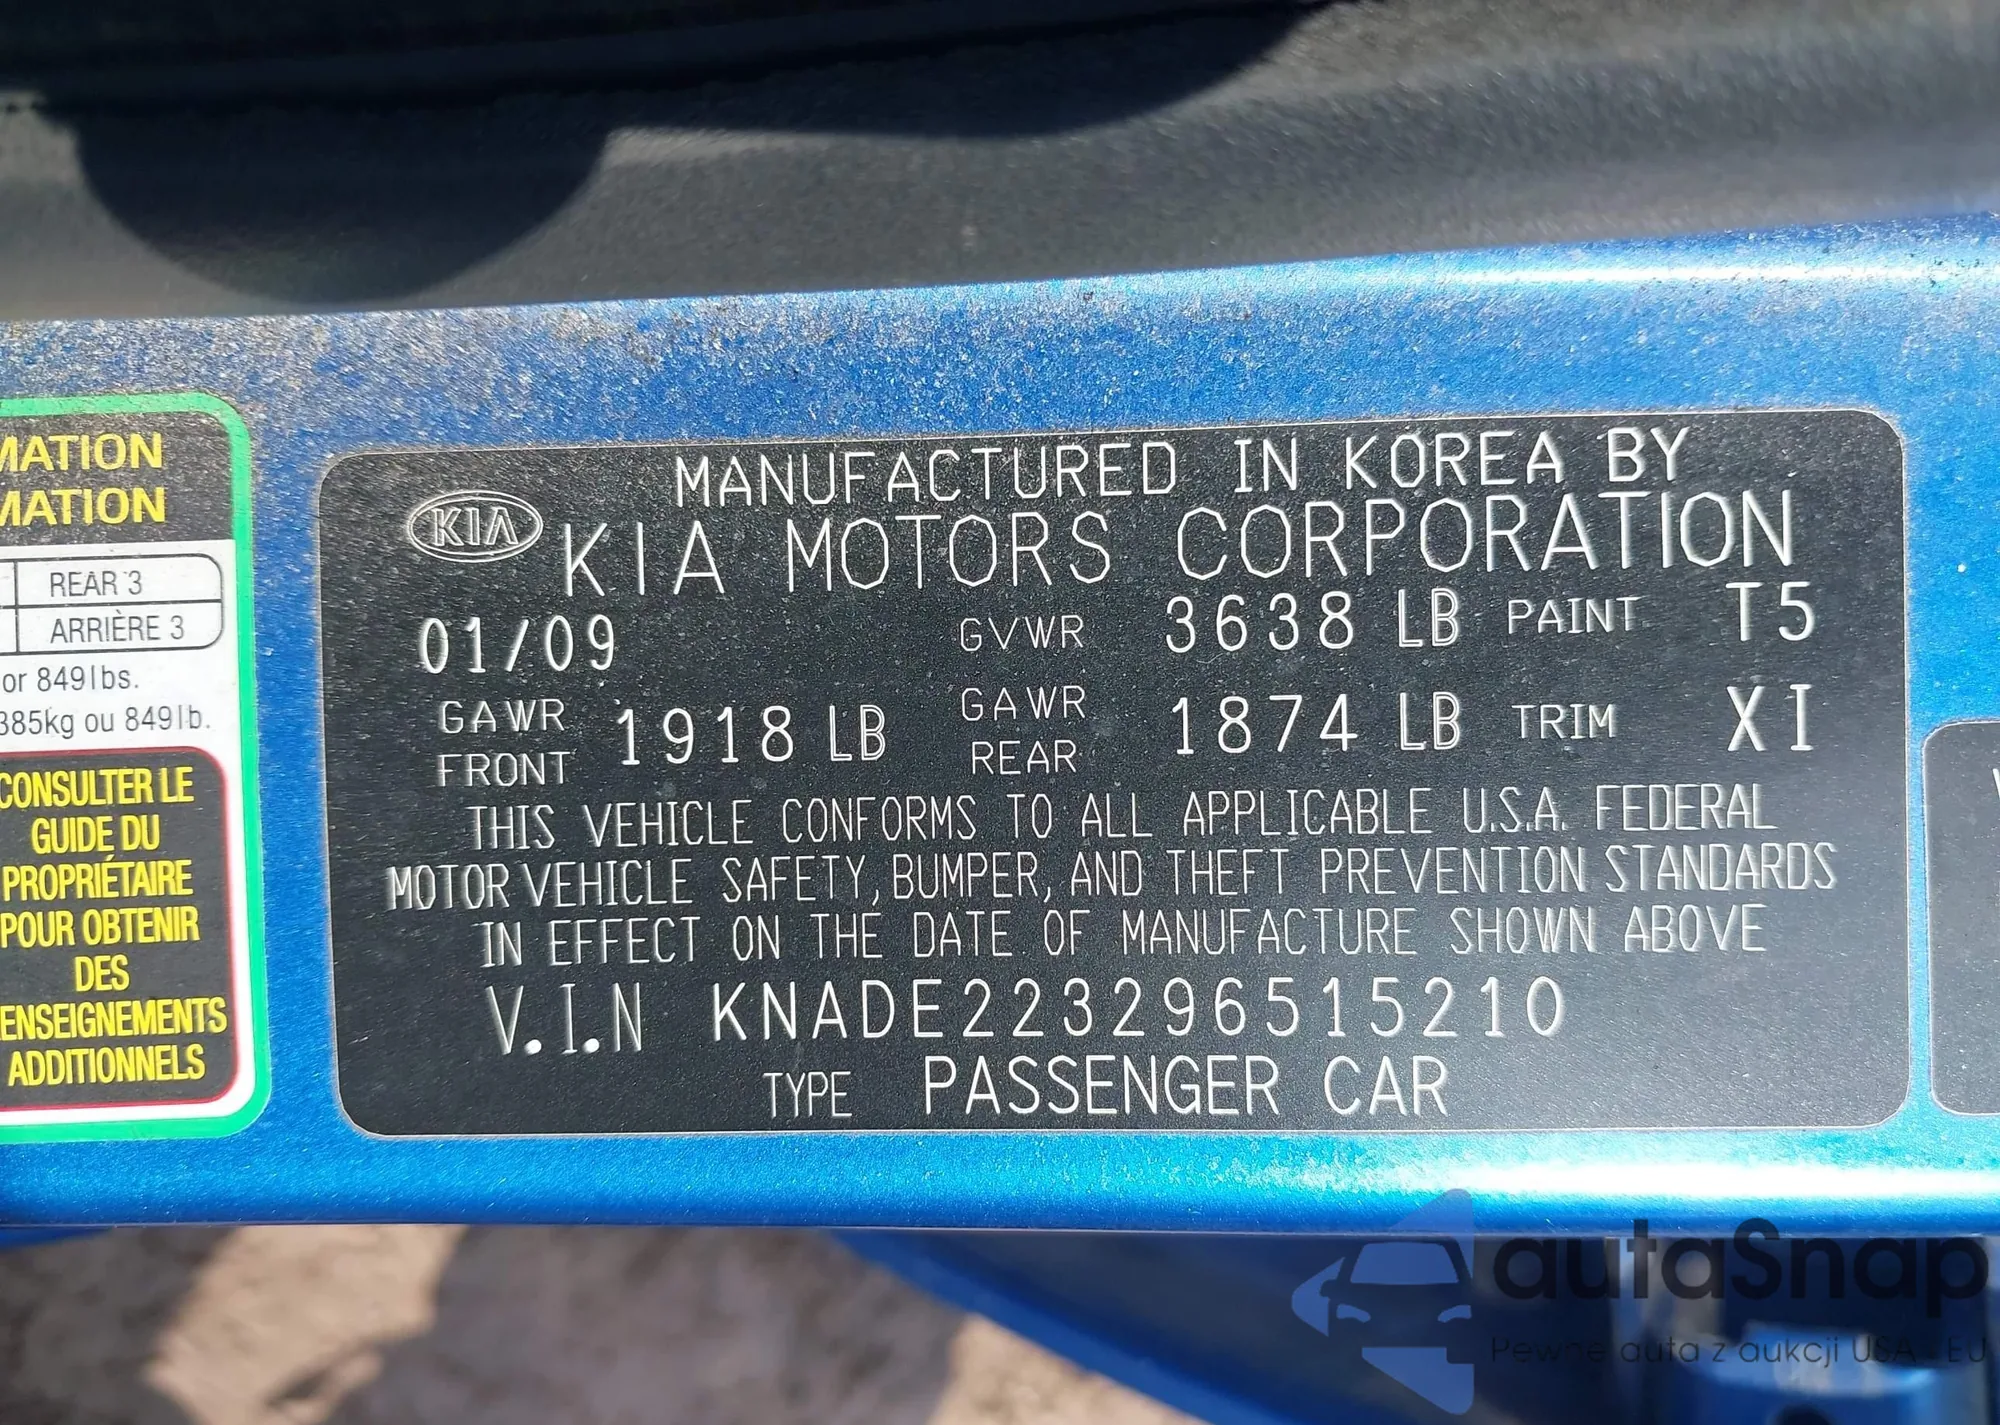 MANUFACTURED IN KOREA BY
KIA KIA MOTORS CORPORATION
01/09 GVWR 3638 LB PAINT T5
GAWR FRONT 1918 LB GAWR REAR 1874 LB TRIM XI
THIS VEHICLE CONFORMS TO ALL APPLICABLE U.S.A. FEDERAL
MOTOR VEHICLE SAFETY, BUMPER, AND THEFT PREVENTION STANDARDS
IN EFFECT ON THE DATE OF MANUFACTURE SHOWN ABOVE
V.I.N KNADE223296515210
TYPE PASSENGER CAR
MATION
MATION
REAR 3
ARRIÈRE 3
or 849lbs.
385kg ou 849lb.
CONSULTER LE
GUIDE DU
PROPRIÉTAIRE
POUR OBTENIR
DES
ENSEIGNEMENTS
ADDITIONNELS
autaSnap
Pewne auta z aukcji USA - EU